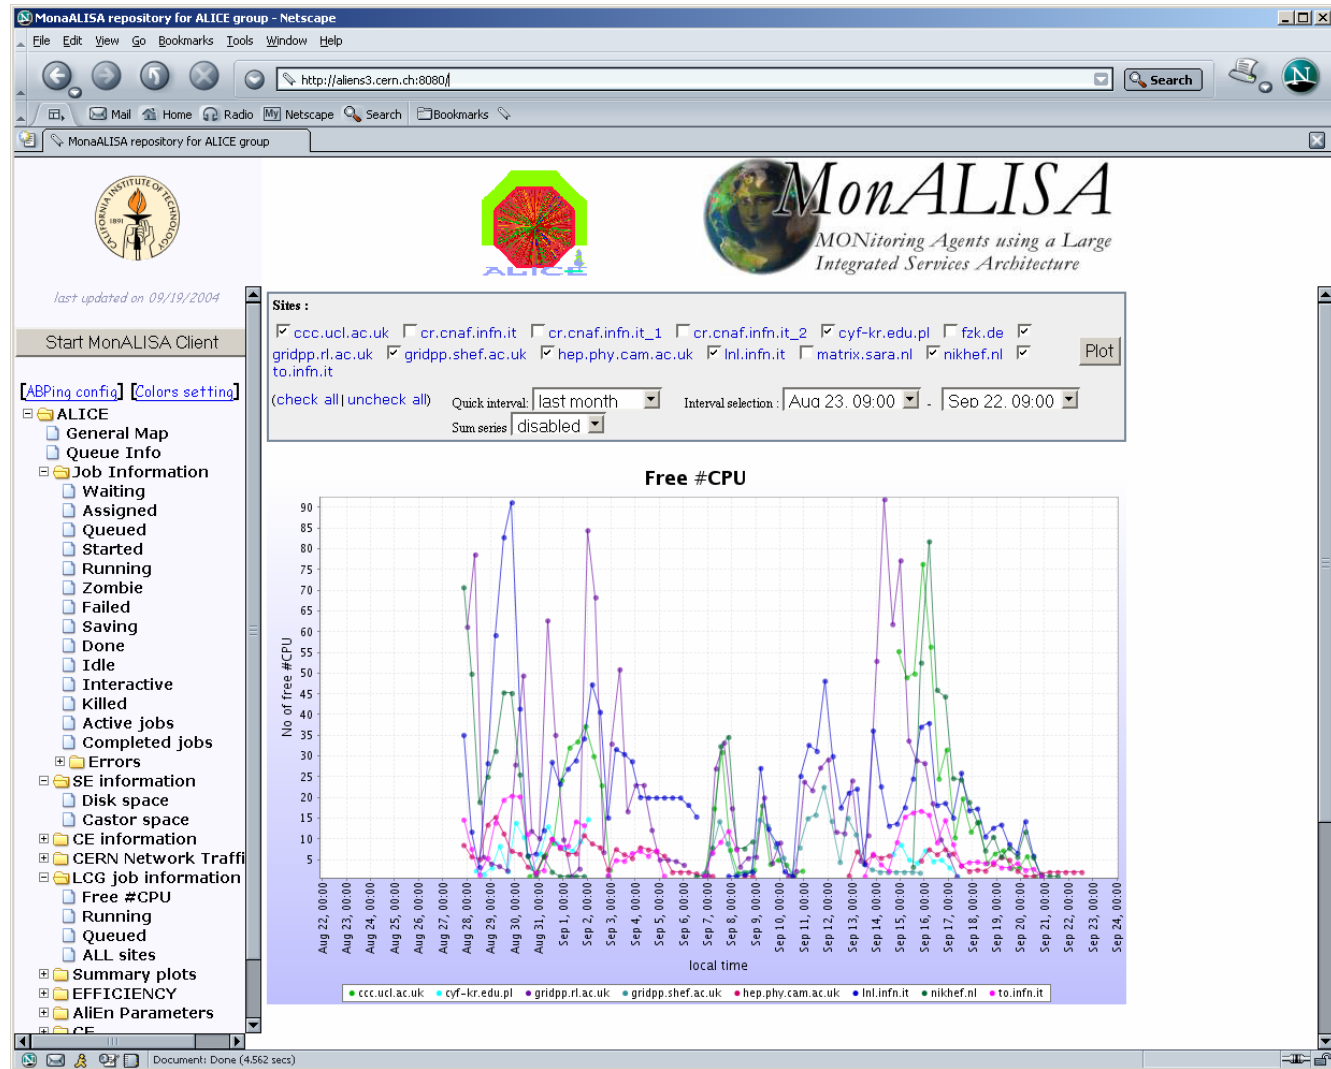 MonaALISA repository for ALICE group - Netscape
File Edit View Go Bookmarks Tools Window Help
http://aliens3.cern.ch:8080/
Search
Mail Home Radio My Netscape Search Bookmarks
MonaALISA repository for ALICE group
CALIFORNIA INSTITUTE OF TECHNOLOGY
1891
ALICE
MonALISA
MONitoring Agents using a Large
Integrated Services Architecture
last updated on 09/19/2004
Start MonALISA Client
[ABPing config] [Colors setting]
ALICE
General Map
Queue Info
Job Information
Waiting
Assigned
Queued
Started
Running
Zombie
Failed
Saving
Done
Idle
Interactive
Killed
Active jobs
Completed jobs
Errors
SE information
Disk space
Castor space
CE information
CERN Network Traffi
LCG job information
Free #CPU
Running
Queued
ALL sites
Summary plots
EFFICIENCY
AliEn Parameters
CE
Sites :
ccc.ucl.ac.uk cr.cnaf.infn.it cr.cnaf.infn.it_1 cr.cnaf.infn.it_2 cyf-kr.edu.pl fzk.de
gridpp.rl.ac.uk gridpp.shef.ac.uk hep.phy.cam.ac.uk lnl.infn.it matrix.sara.nl nikhef.nl
to.infn.it
Plot
(check all|uncheck all) Quick interval: last month Interval selection : Aug 23, 09:00 - Sep 22, 09:00
Sum series disabled
Free #CPU
No of free #CPU
90
85
80
75
70
65
60
55
50
45
40
35
30
25
20
15
10
5
Aug 22, 00:00
Aug 23, 00:00
Aug 24, 00:00
Aug 25, 00:00
Aug 26, 00:00
Aug 27, 00:00
Aug 28, 00:00
Aug 29, 00:00
Aug 30, 00:00
Aug 31, 00:00
Sep 1, 00:00
Sep 2, 00:00
Sep 3, 00:00
Sep 4, 00:00
Sep 5, 00:00
Sep 6, 00:00
Sep 7, 00:00
Sep 8, 00:00
Sep 9, 00:00
Sep 10, 00:00
Sep 11, 00:00
Sep 12, 00:00
Sep 13, 00:00
Sep 14, 00:00
Sep 15, 00:00
Sep 16, 00:00
Sep 17, 00:00
Sep 18, 00:00
Sep 19, 00:00
Sep 20, 00:00
Sep 21, 00:00
Sep 22, 00:00
Sep 23, 00:00
Sep 24, 00:00
local time
ccc.ucl.ac.uk cyf-kr.edu.pl gridpp.rl.ac.uk gridpp.shef.ac.uk hep.phy.cam.ac.uk lnl.infn.it nikhef.nl to.infn.it
Document: Done (4.562 secs)